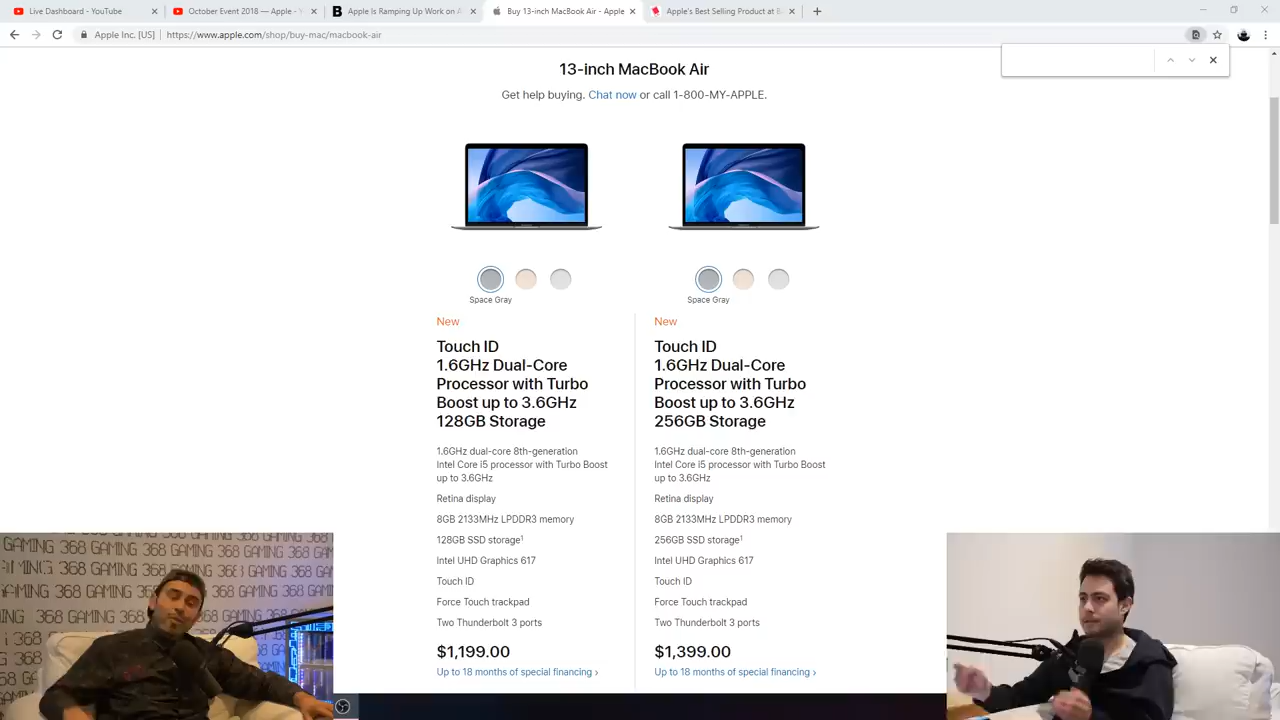 Live Dashboard - YouTube
October Event 2018 — Apple - Y
Apple Is Ramping Up Work on A
Buy 13-inch MacBook Air - Apple
Apple's Best Selling Product at B
Apple Inc. [US]
https://www.apple.com/shop/buy-mac/macbook-air
13-inch MacBook Air
Get help buying. Chat now or call 1-800-MY-APPLE.
Space Gray
New
Touch ID
1.6GHz Dual-Core
Processor with Turbo
Boost up to 3.6GHz
128GB Storage
1.6GHz dual-core 8th-generation
Intel Core i5 processor with Turbo Boost
up to 3.6GHz
Retina display
8GB 2133MHz LPDDR3 memory
128GB SSD storage¹
Intel UHD Graphics 617
Touch ID
Force Touch trackpad
Two Thunderbolt 3 ports
$1,199.00
Up to 18 months of special financing ›
Space Gray
New
Touch ID
1.6GHz Dual-Core
Processor with Turbo
Boost up to 3.6GHz
256GB Storage
1.6GHz dual-core 8th-generation
Intel Core i5 processor with Turbo Boost
up to 3.6GHz
Retina display
8GB 2133MHz LPDDR3 memory
256GB SSD storage¹
Intel UHD Graphics 617
Touch ID
Force Touch trackpad
Two Thunderbolt 3 ports
$1,399.00
Up to 18 months of special financing ›
GAMING 368 GAMING 368 GAMING 368